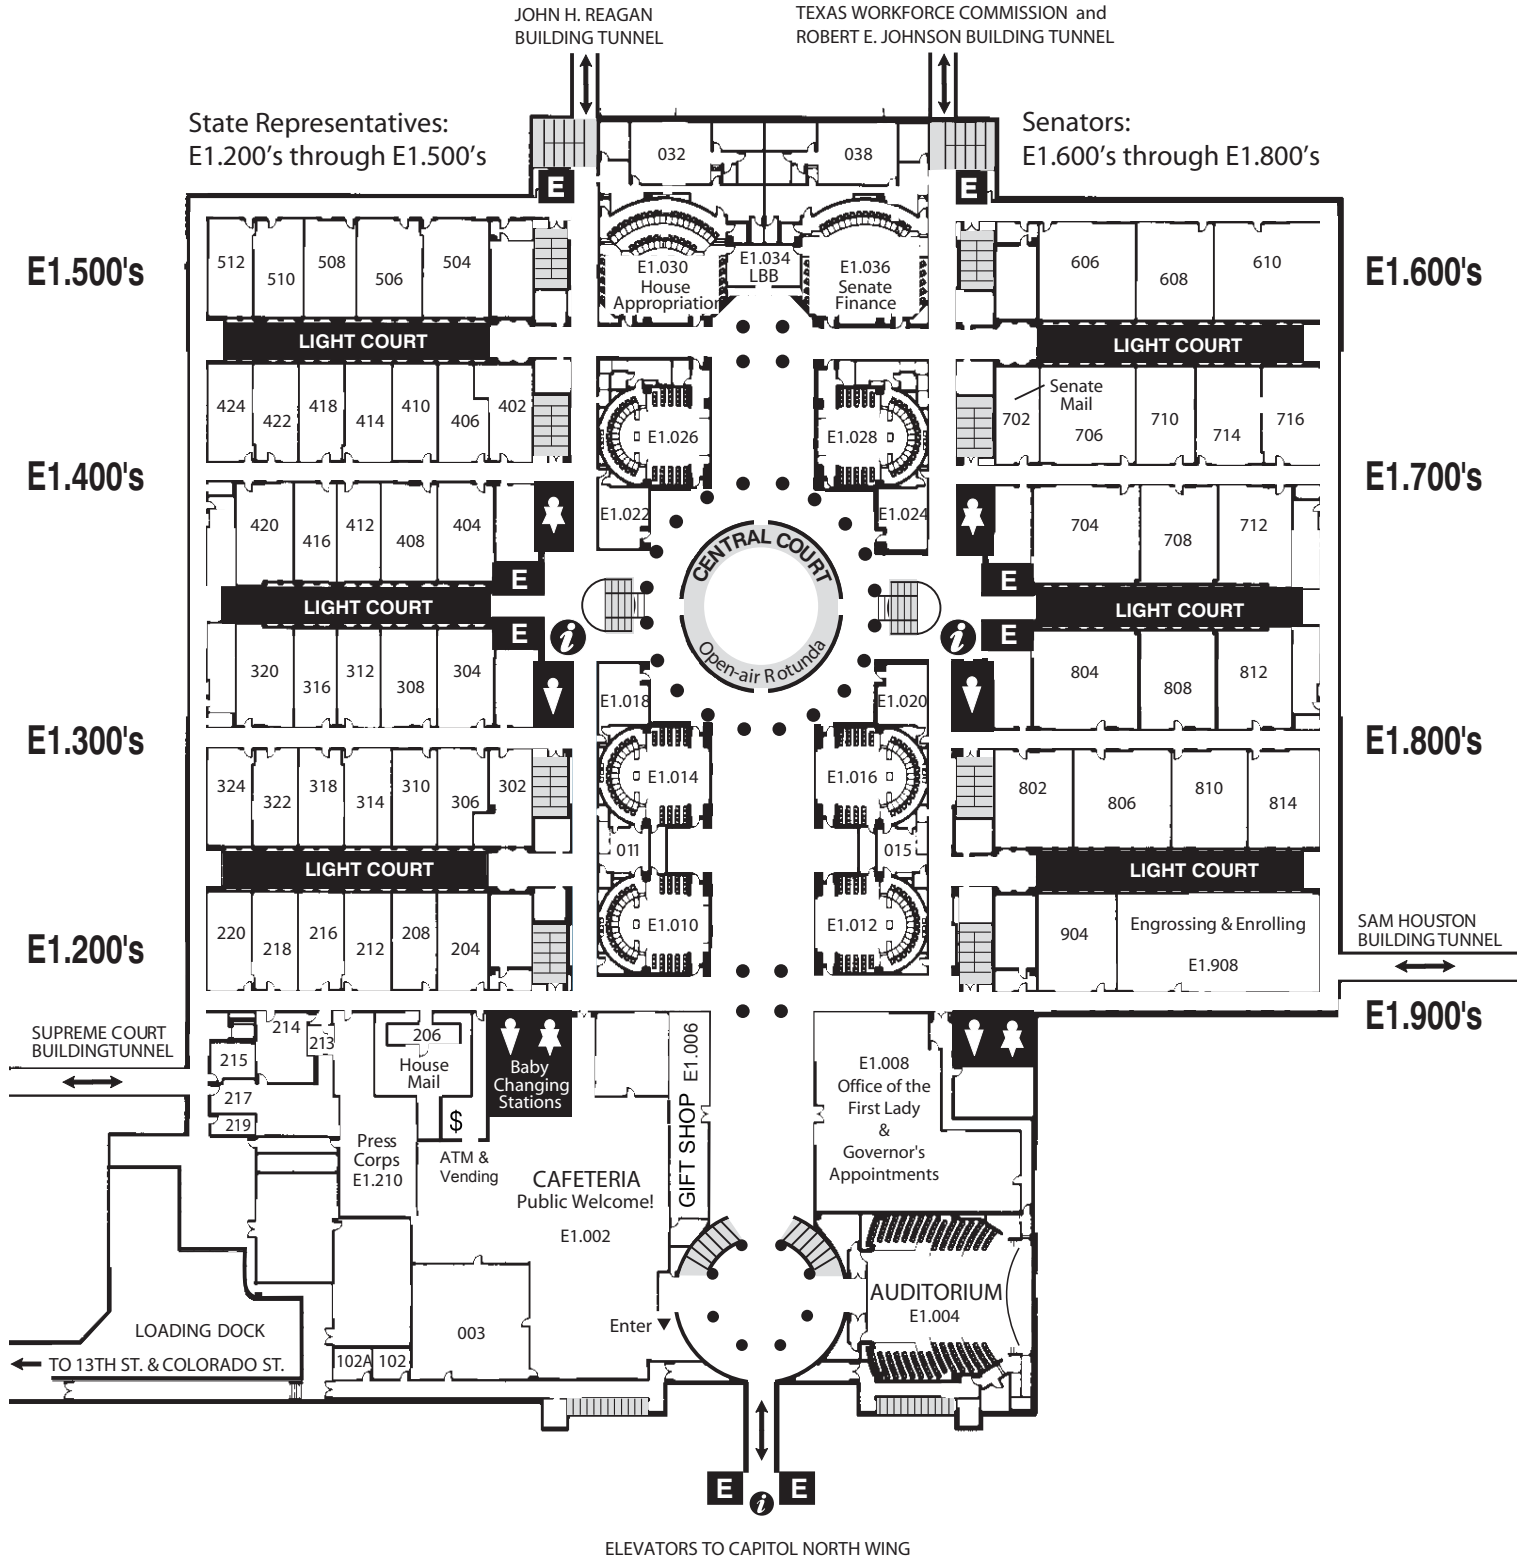 JOHN H. REAGAN
BUILDING TUNNEL
TEXAS WORKFORCE COMMISSION and
ROBERT E. JOHNSON BUILDING TUNNEL
State Representatives:
E1.200's through E1.500's
Senators:
E1.600's through E1.800's
032
038
E
E
E1.500's
512
510
508
506
504
E1.030
House
Appropriation
E1.034
LBB
E1.036
Senate
Finance
606
608
610
E1.600's
LIGHT COURT
LIGHT COURT
424
422
418
414
410
406
402
E1.026
E1.028
702
Senate
Mail
706
710
714
716
E1.400's
E1.700's
420
416
412
408
404
E1.022
E1.024
704
708
712
CENTRAL COURT
Open-air Rotunda
E
E
LIGHT COURT
LIGHT COURT
E
i
i
E
320
316
312
308
304
E1.018
E1.020
804
808
812
E1.300's
E1.800's
324
322
318
314
310
306
302
E1.014
E1.016
802
806
810
814
011
015
LIGHT COURT
LIGHT COURT
E1.200's
220
218
216
212
208
204
E1.010
E1.012
904
Engrossing & Enrolling
E1.908
SAM HOUSTON
BUILDING TUNNEL
E1.900's
SUPREME COURT
BUILDINGTUNNEL
214
213
215
217
219
206
House
Mail
Baby
Changing
Stations
GIFT SHOP E1.006
E1.008
Office of the
First Lady
&
Governor's
Appointments
$
ATM &
Vending
Press
Corps
E1.210
CAFETERIA
Public Welcome!
E1.002
AUDITORIUM
E1.004
Enter
003
102A
102
LOADING DOCK
TO 13TH ST. & COLORADO ST.
E
i
E
ELEVATORS TO CAPITOL NORTH WING